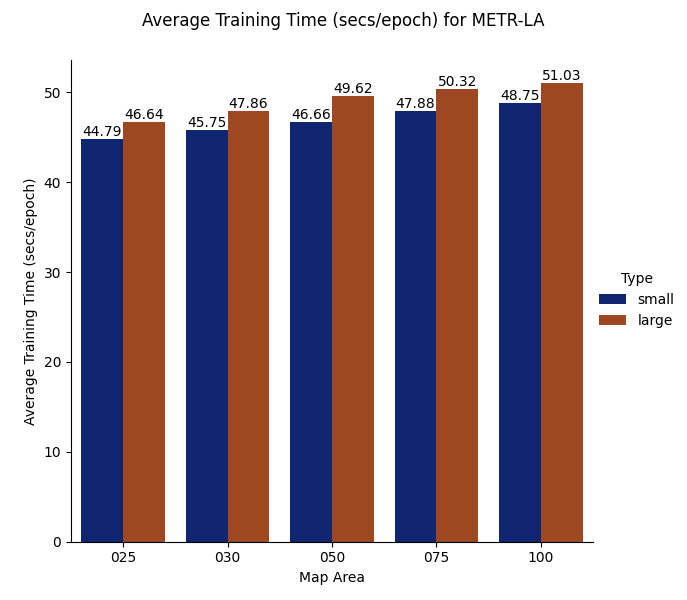 Average Training Time (secs/epoch) for METR-LA
44.79
46.64
45.75
47.86
46.66
49.62
47.88
50.32
48.75
51.03
50
40
30
20
10
0
Average Training Time (secs/epoch)
025 030 050 075 100
Map Area
Type
small
large